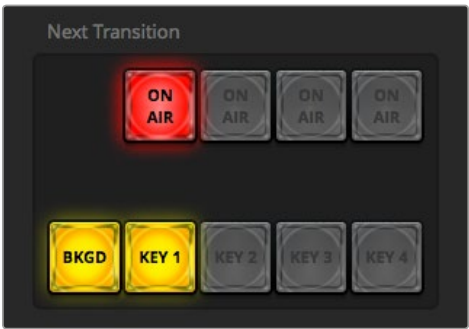 Next Transition
ON AIR ON AIR ON AIR ON AIR
BKGD KEY 1 KEY 2 KEY 3 KEY 4